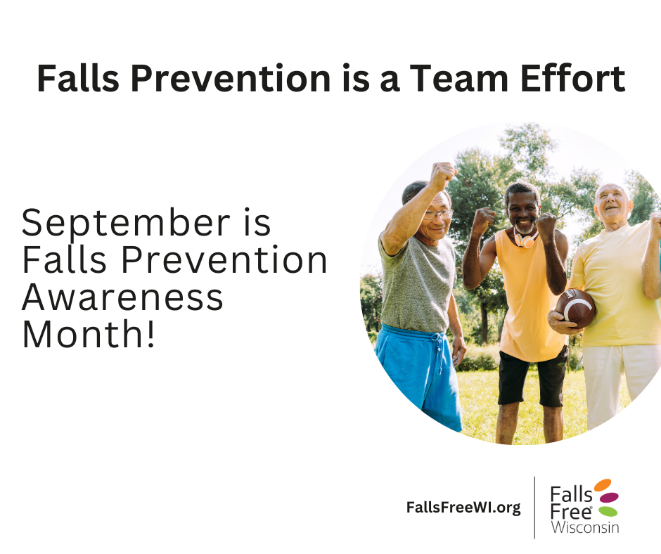 Falls Prevention is a Team Effort
September is
Falls Prevention
Awareness
Month!
FallsFreeWI.org
Falls
Free
Wisconsin